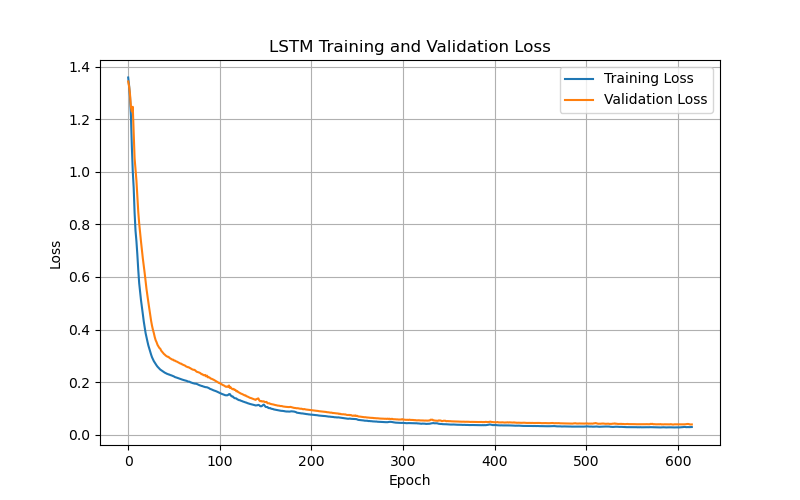 LSTM Training and Validation Loss
1.4
1.2
1.0
0.8
0.6
0.4
0.2
0.0
Loss
Training Loss
Validation Loss
0 100 200 300 400 500 600
Epoch